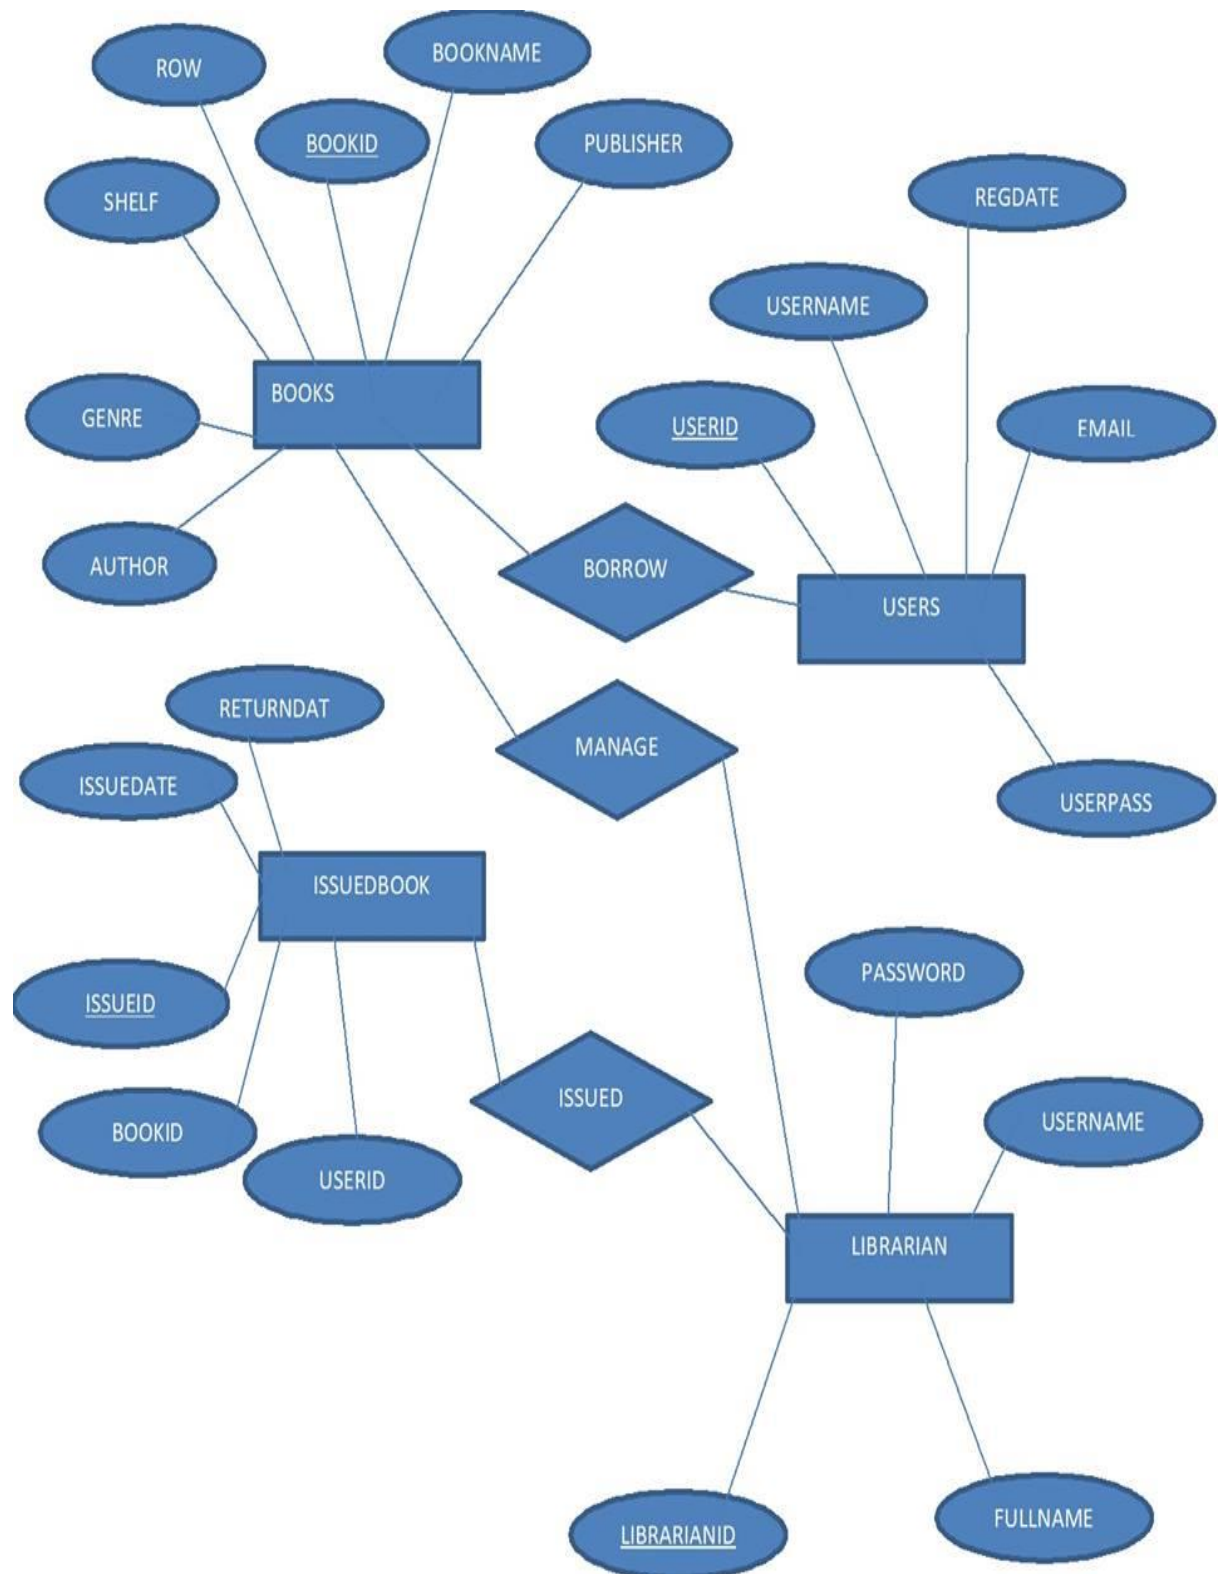 BOOKNAME
ROW
BOOKID
PUBLISHER
REGDATE
SHELF
USERNAME
BOOKS
GENRE
USERID
EMAIL
AUTHOR
BORROW
USERS
RETURNDAT
MANAGE
ISSUEDATE
USERPASS
ISSUEDBOOK
PASSWORD
ISSUEID
ISSUED
USERNAME
BOOKID
USERID
LIBRARIAN
FULLNAME
LIBRARIANID